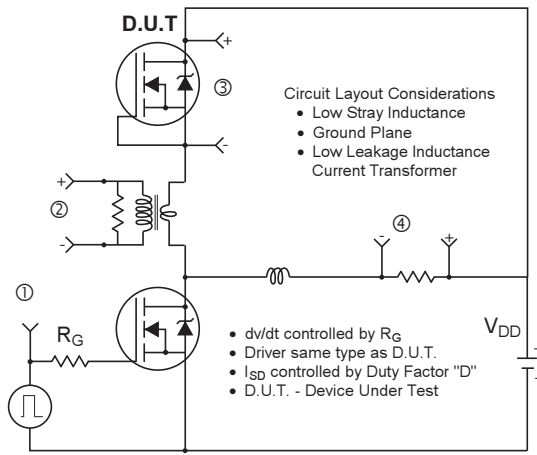 D.U.T
+
③
-
Circuit Layout Considerations
• Low Stray Inductance
• Ground Plane
• Low Leakage Inductance
Current Transformer
+
②
-
④
-
+
①
RG
• dv/dt controlled by RG
• Driver same type as D.U.T.
• ISD controlled by Duty Factor "D"
• D.U.T. - Device Under Test
VDD
+
-